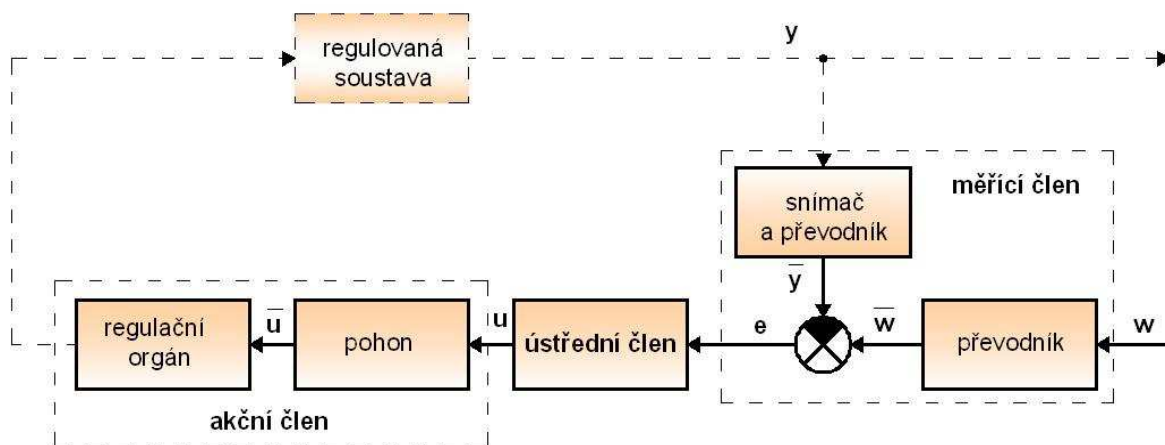 regulovaná
soustava
y
měřící člen
snímač
a převodník
y̅
regulační
orgán
u̅
pohon
u
ústřední člen
e
w̅
převodník
w
akční člen